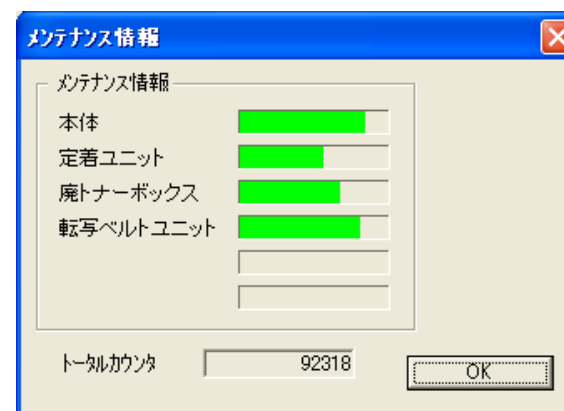 メンテナンス情報
メンテナンス情報
本体
定着ユニット
廃トナーボックス
転写ベルトユニット
トータルカウンタ 92318 OK